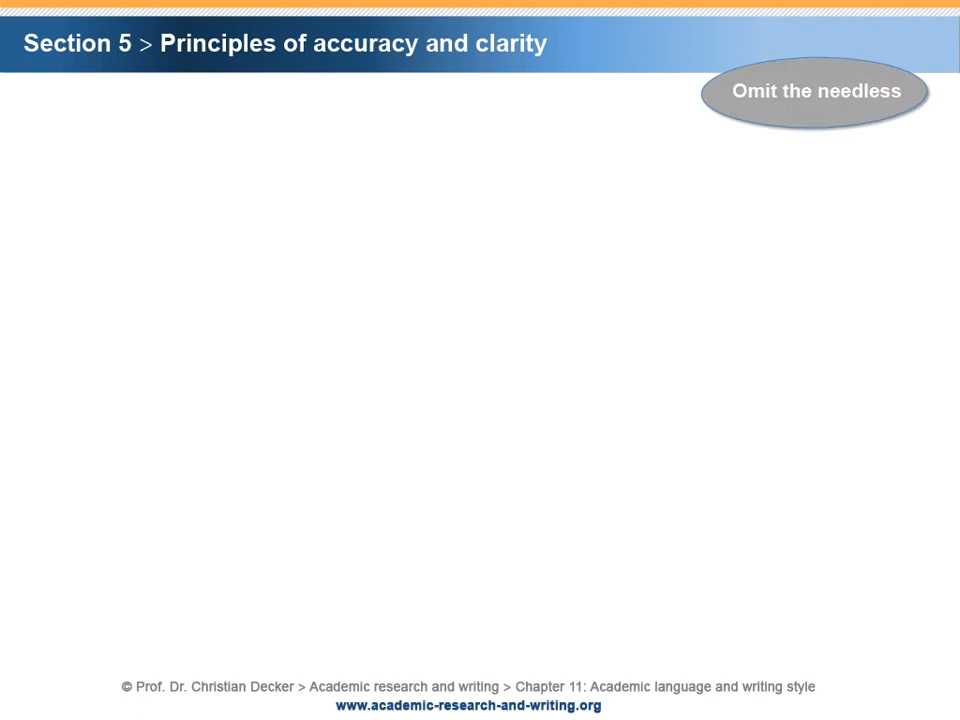 Section 5 > Principles of accuracy and clarity
Omit the needless
© Prof. Dr. Christian Decker > Academic research and writing > Chapter 11: Academic language and writing style
www.academic-research-and-writing.org